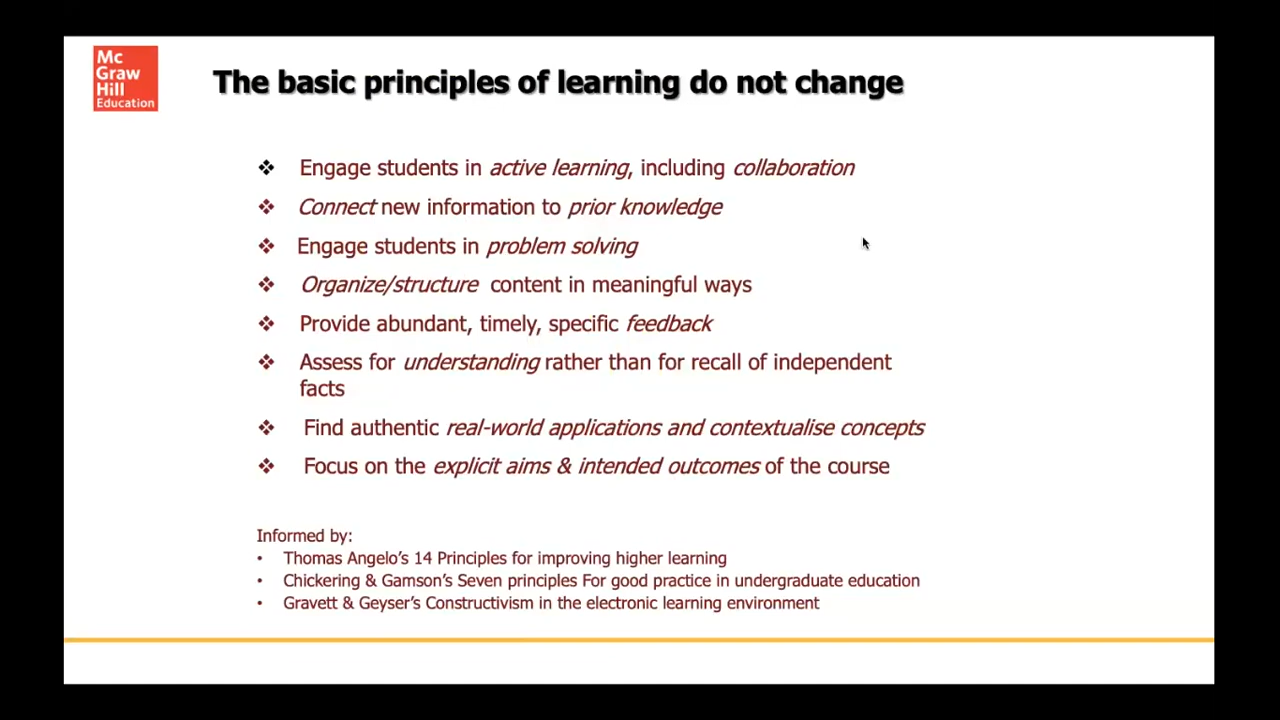 Mc
Graw
Hill
Education
The basic principles of learning do not change
❖ Engage students in active learning, including collaboration
❖ Connect new information to prior knowledge
❖ Engage students in problem solving
❖ Organize/structure content in meaningful ways
❖ Provide abundant, timely, specific feedback
❖ Assess for understanding rather than for recall of independent
facts
❖ Find authentic real-world applications and contextualise concepts
❖ Focus on the explicit aims & intended outcomes of the course
Informed by:
• Thomas Angelo's 14 Principles for improving higher learning
• Chickering & Gamson's Seven principles For good practice in undergraduate education
• Gravett & Geyser's Constructivism in the electronic learning environment